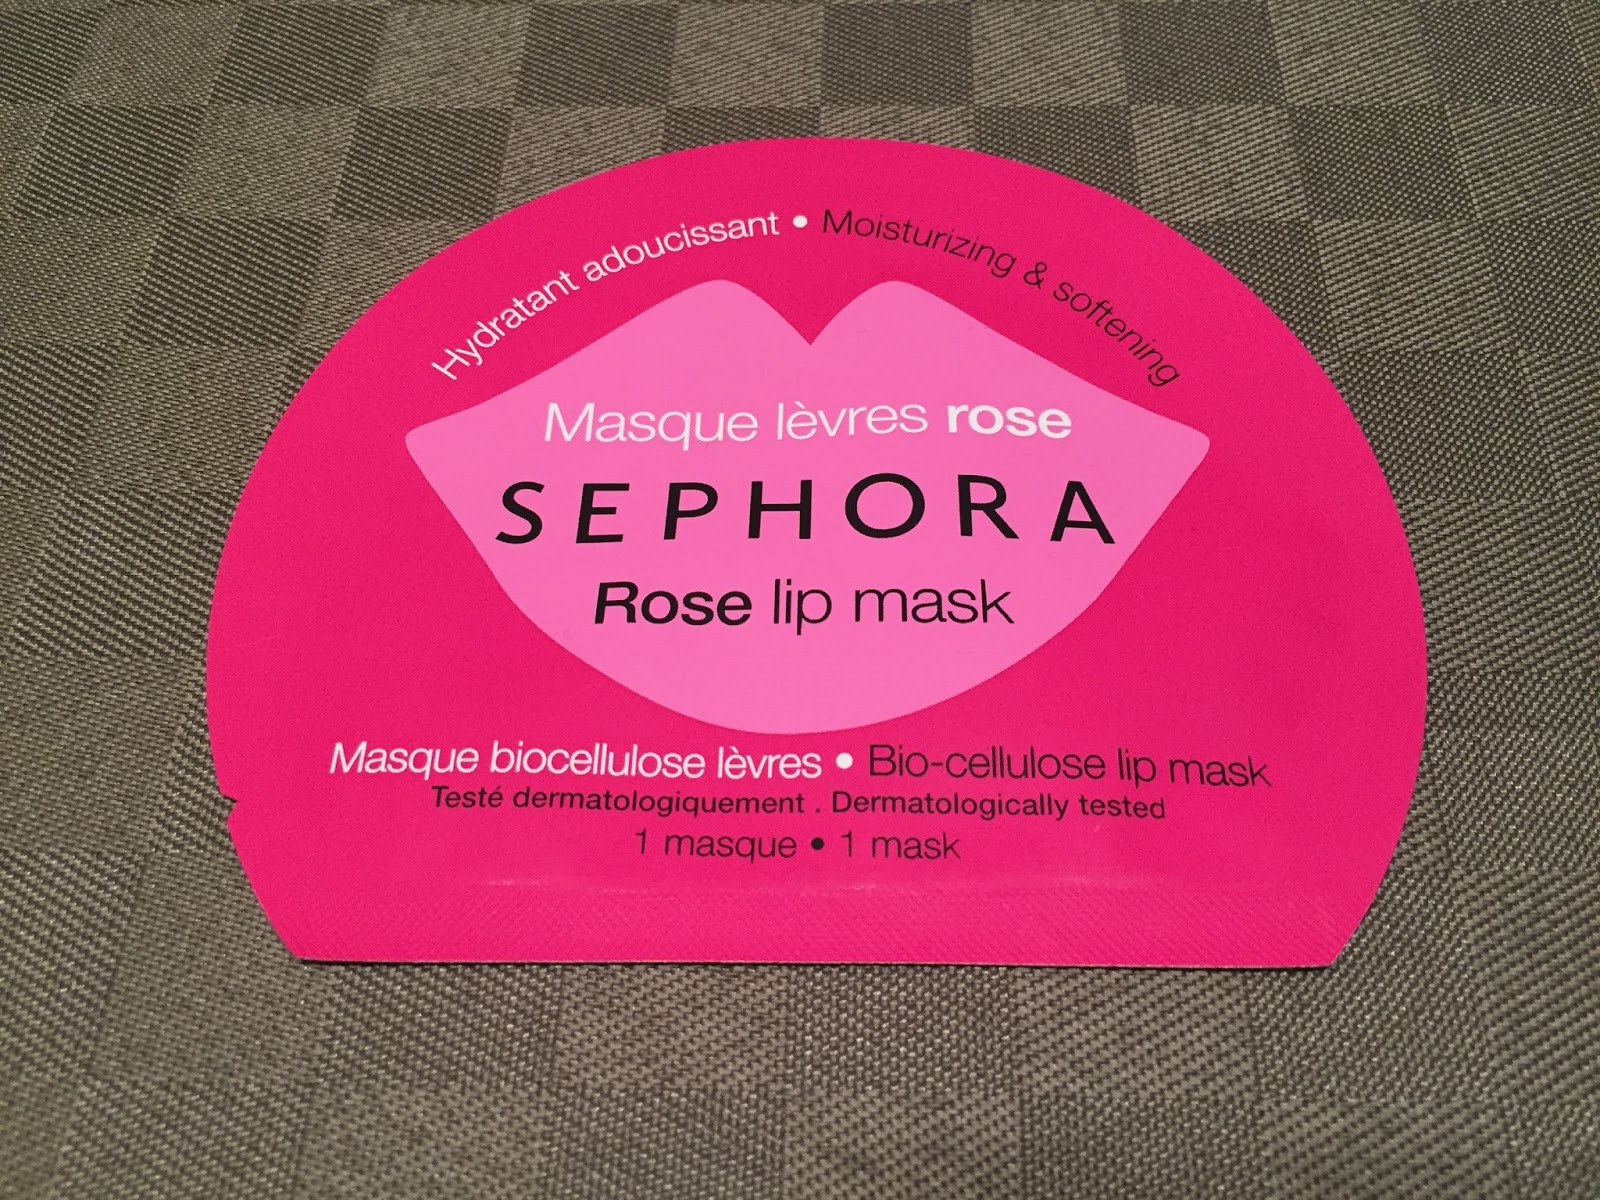 Hydratant adoucissant • Moisturizing & softening
Masque lèvres rose
SEPHORA
Rose lip mask
Masque biocellulose lèvres • Bio-cellulose lip mask
Testé dermatologiquement . Dermatologically tested
1 masque • 1 mask